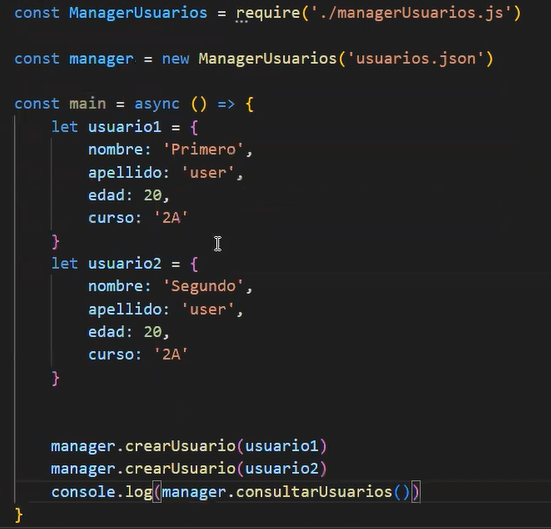 const ManagerUsuarios = require('./managerUsuarios.js')
const manager = new ManagerUsuarios('usuarios.json')
const main = async () => {
let usuario1 = {
nombre: 'Primero',
apellido: 'user',
edad: 20,
curso: '2A'
}
let usuario2 = {
nombre: 'Segundo',
apellido: 'user',
edad: 20,
curso: '2A'
}
manager.crearUsuario(usuario1)
manager.crearUsuario(usuario2)
console.log(manager.consultarUsuarios())
}